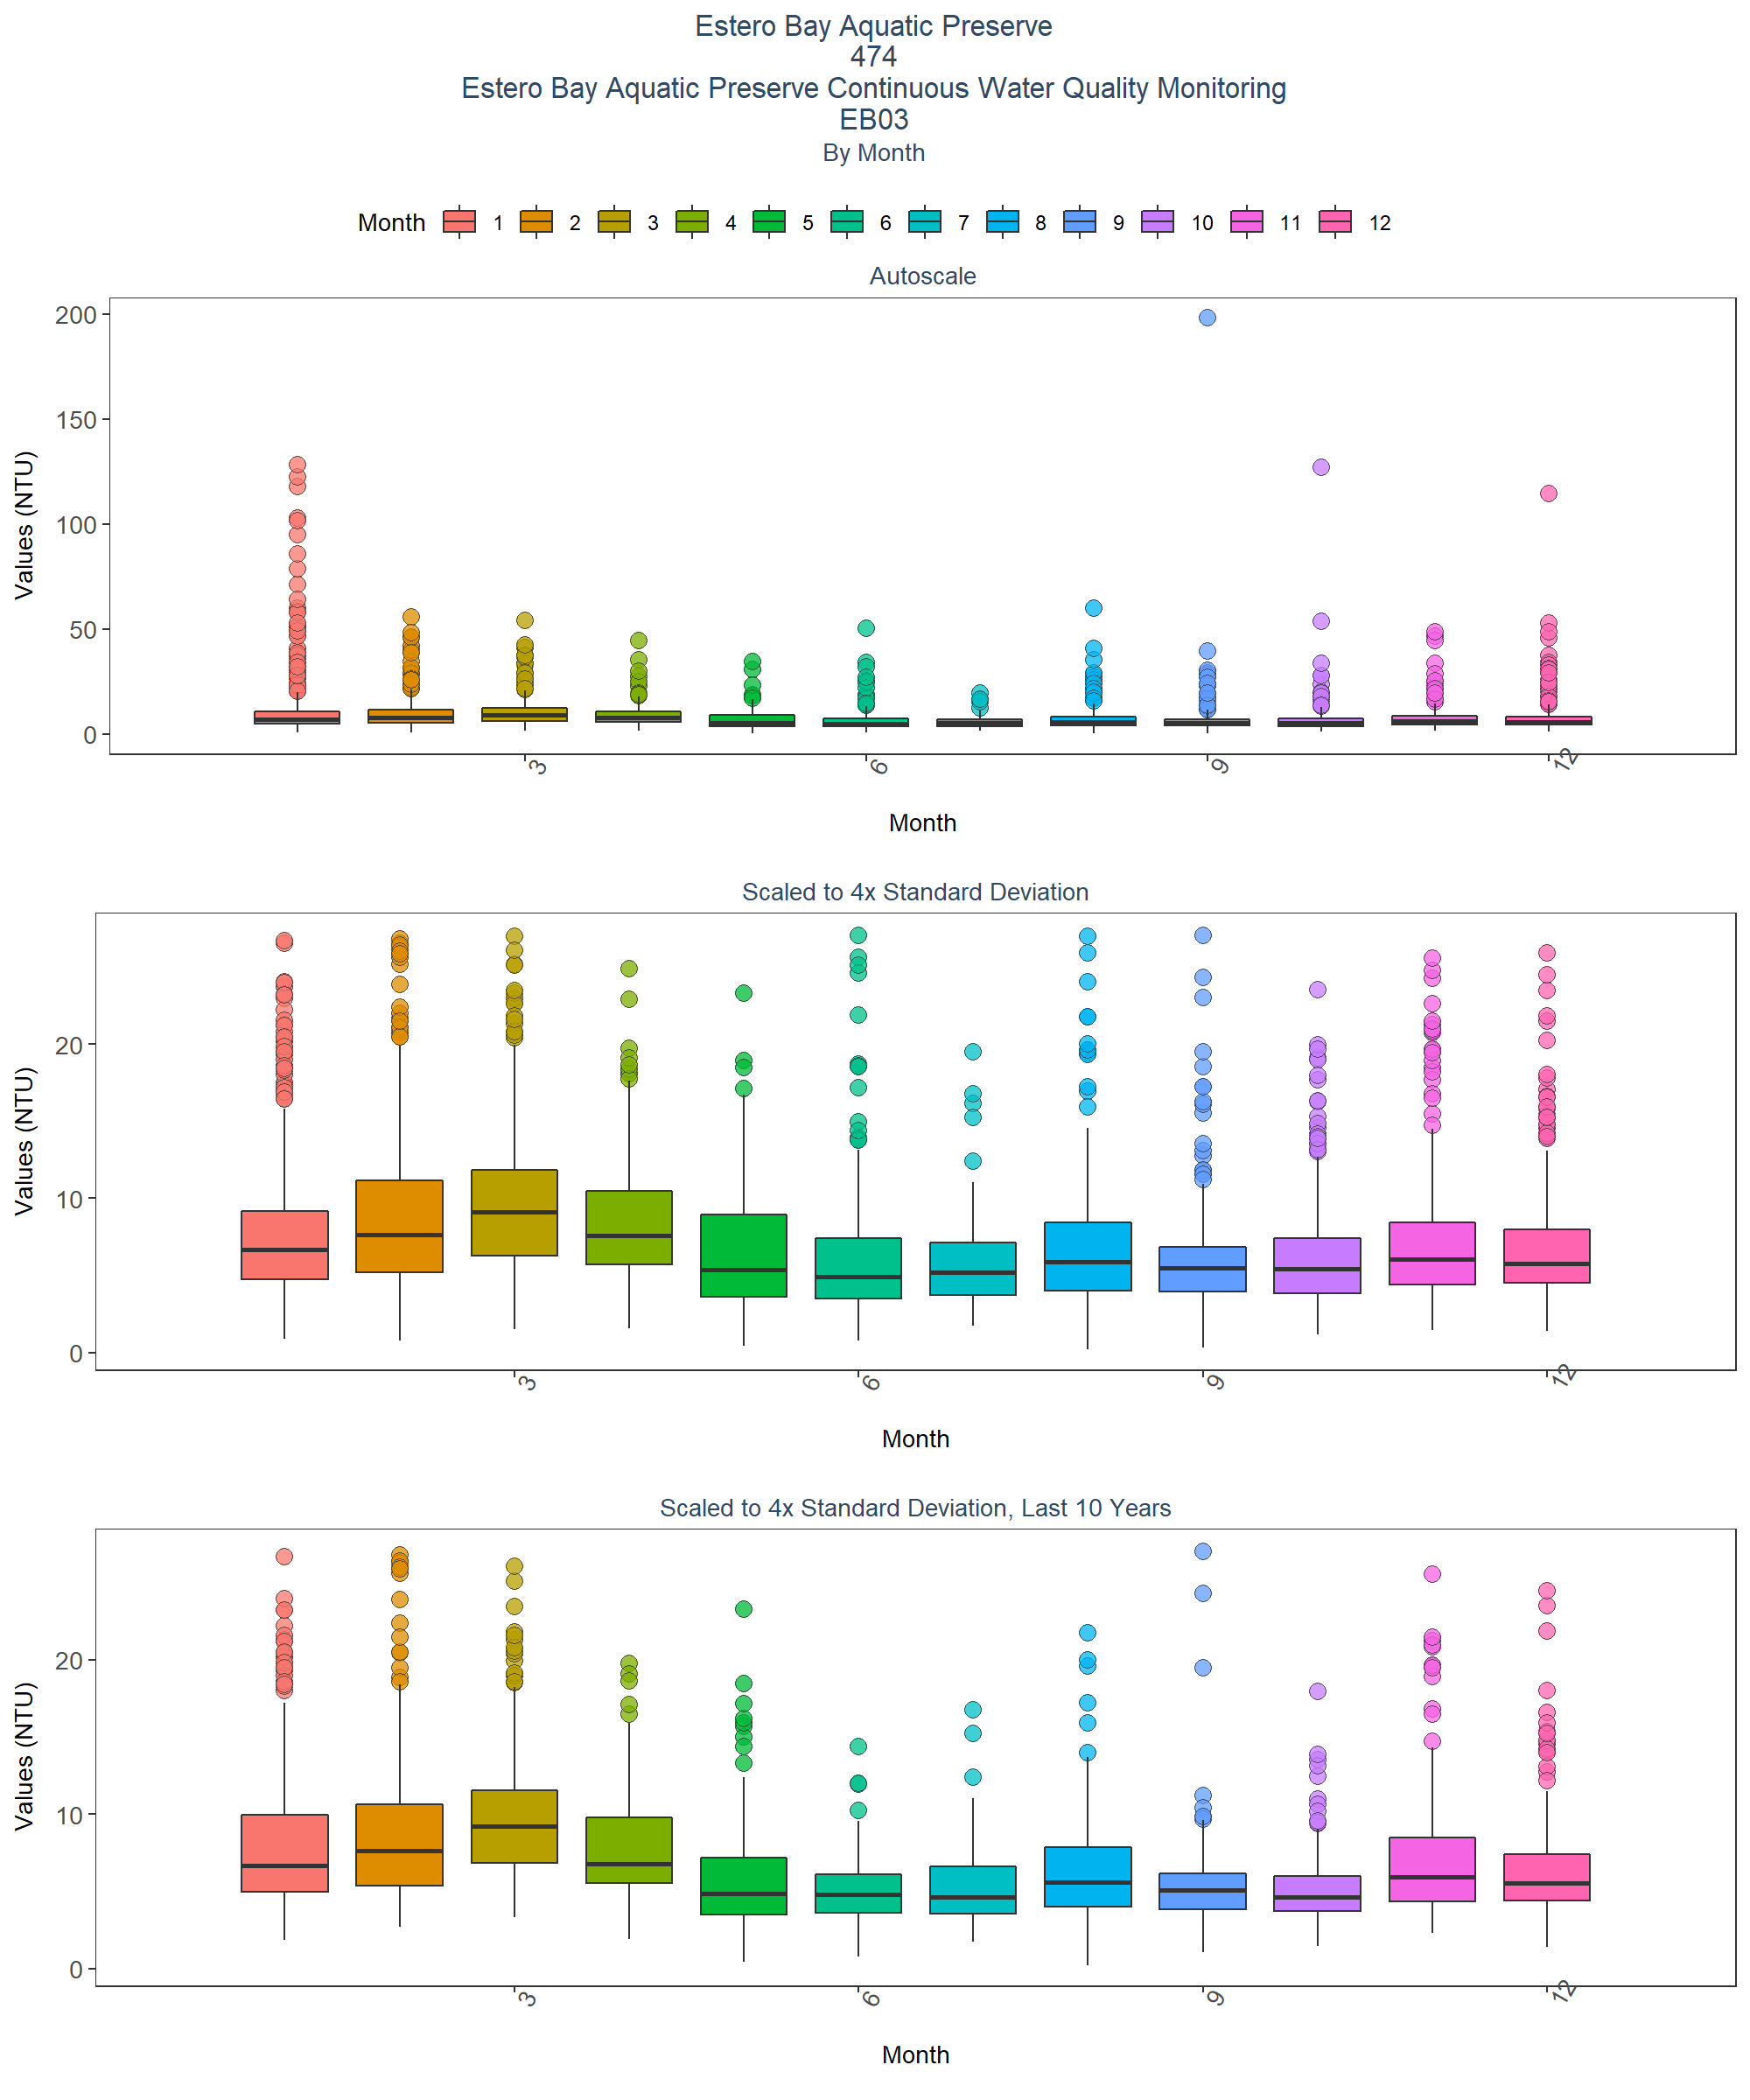 Estero Bay Aquatic Preserve
474
Estero Bay Aquatic Preserve Continuous Water Quality Monitoring
EB03
By Month
Month 1 2 3 4 5 6 7 8 9 10 11 12
Autoscale
Values (NTU)
200
150
100
50
0
3 6 9 12
Month
Scaled to 4x Standard Deviation
Values (NTU)
20
10
0
3 6 9 12
Month
Scaled to 4x Standard Deviation, Last 10 Years
Values (NTU)
20
10
0
3 6 9 12
Month